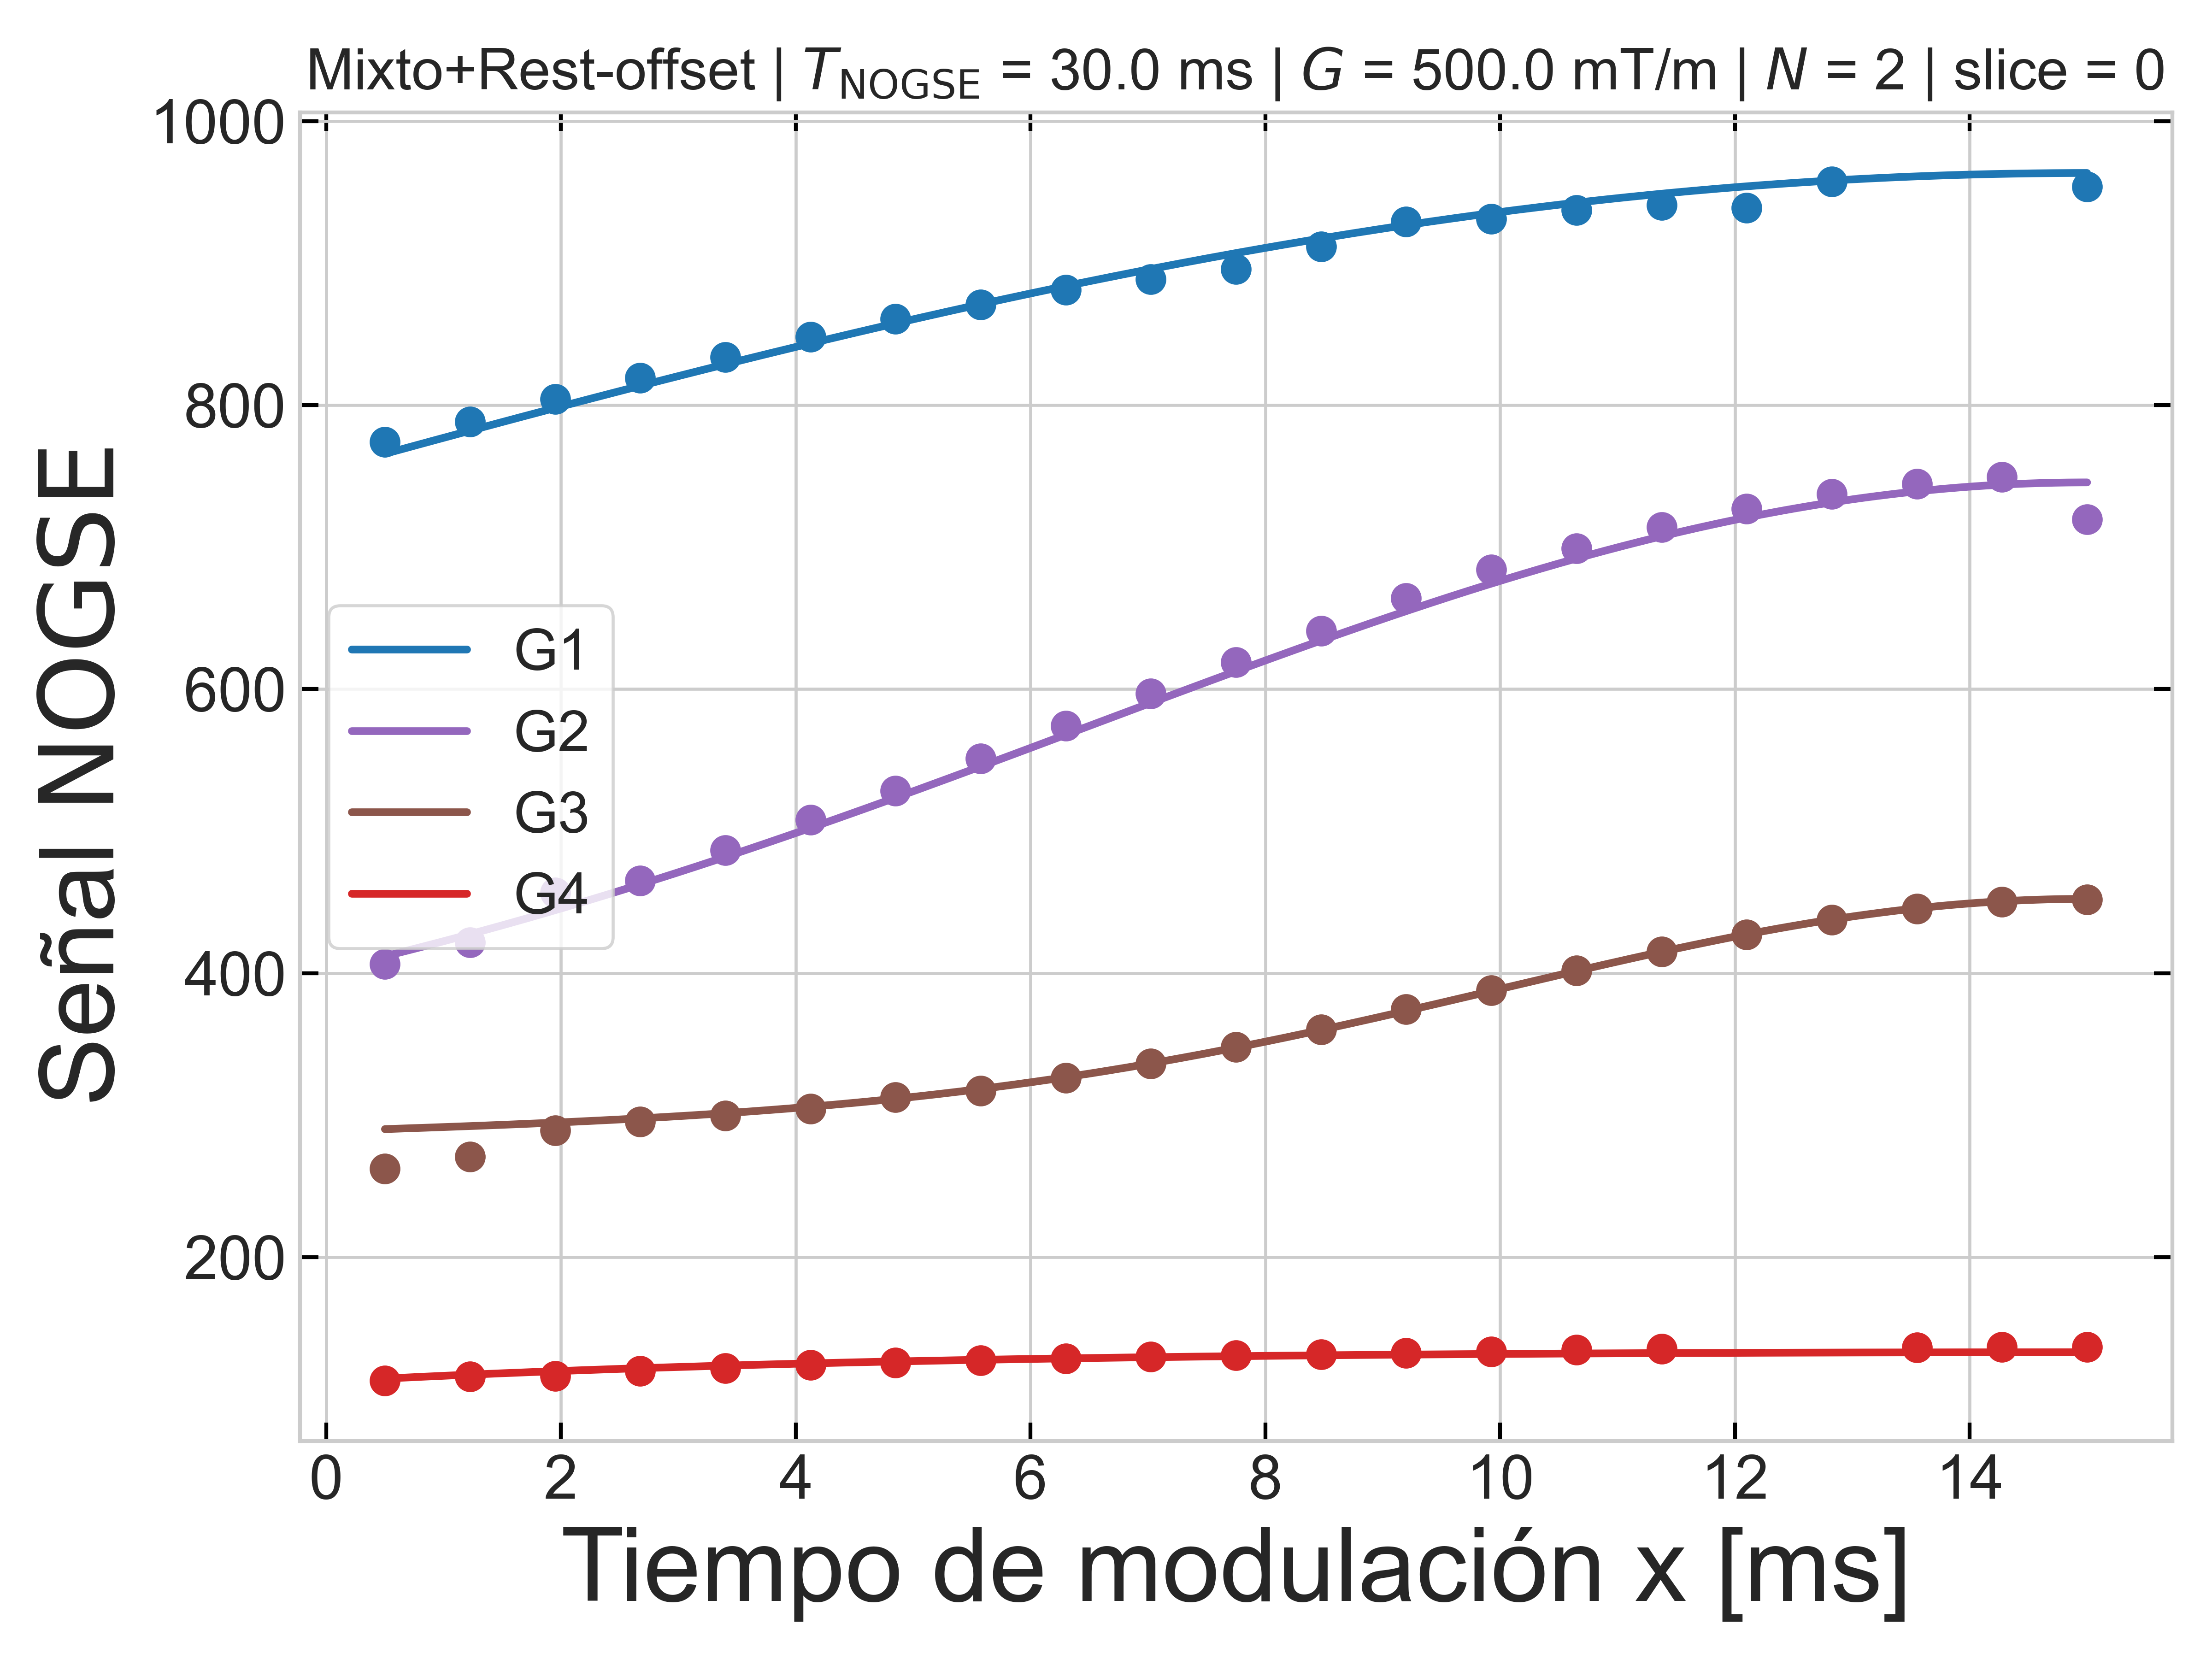 Mixto+Rest-offset | T_NOGSE = 30.0 ms | G = 500.0 mT/m | N = 2 | slice = 0
1000
800
600
400
200
Señal NOGSE
G1
G2
G3
G4
0 2 4 6 8 10 12 14
Tiempo de modulación x [ms]